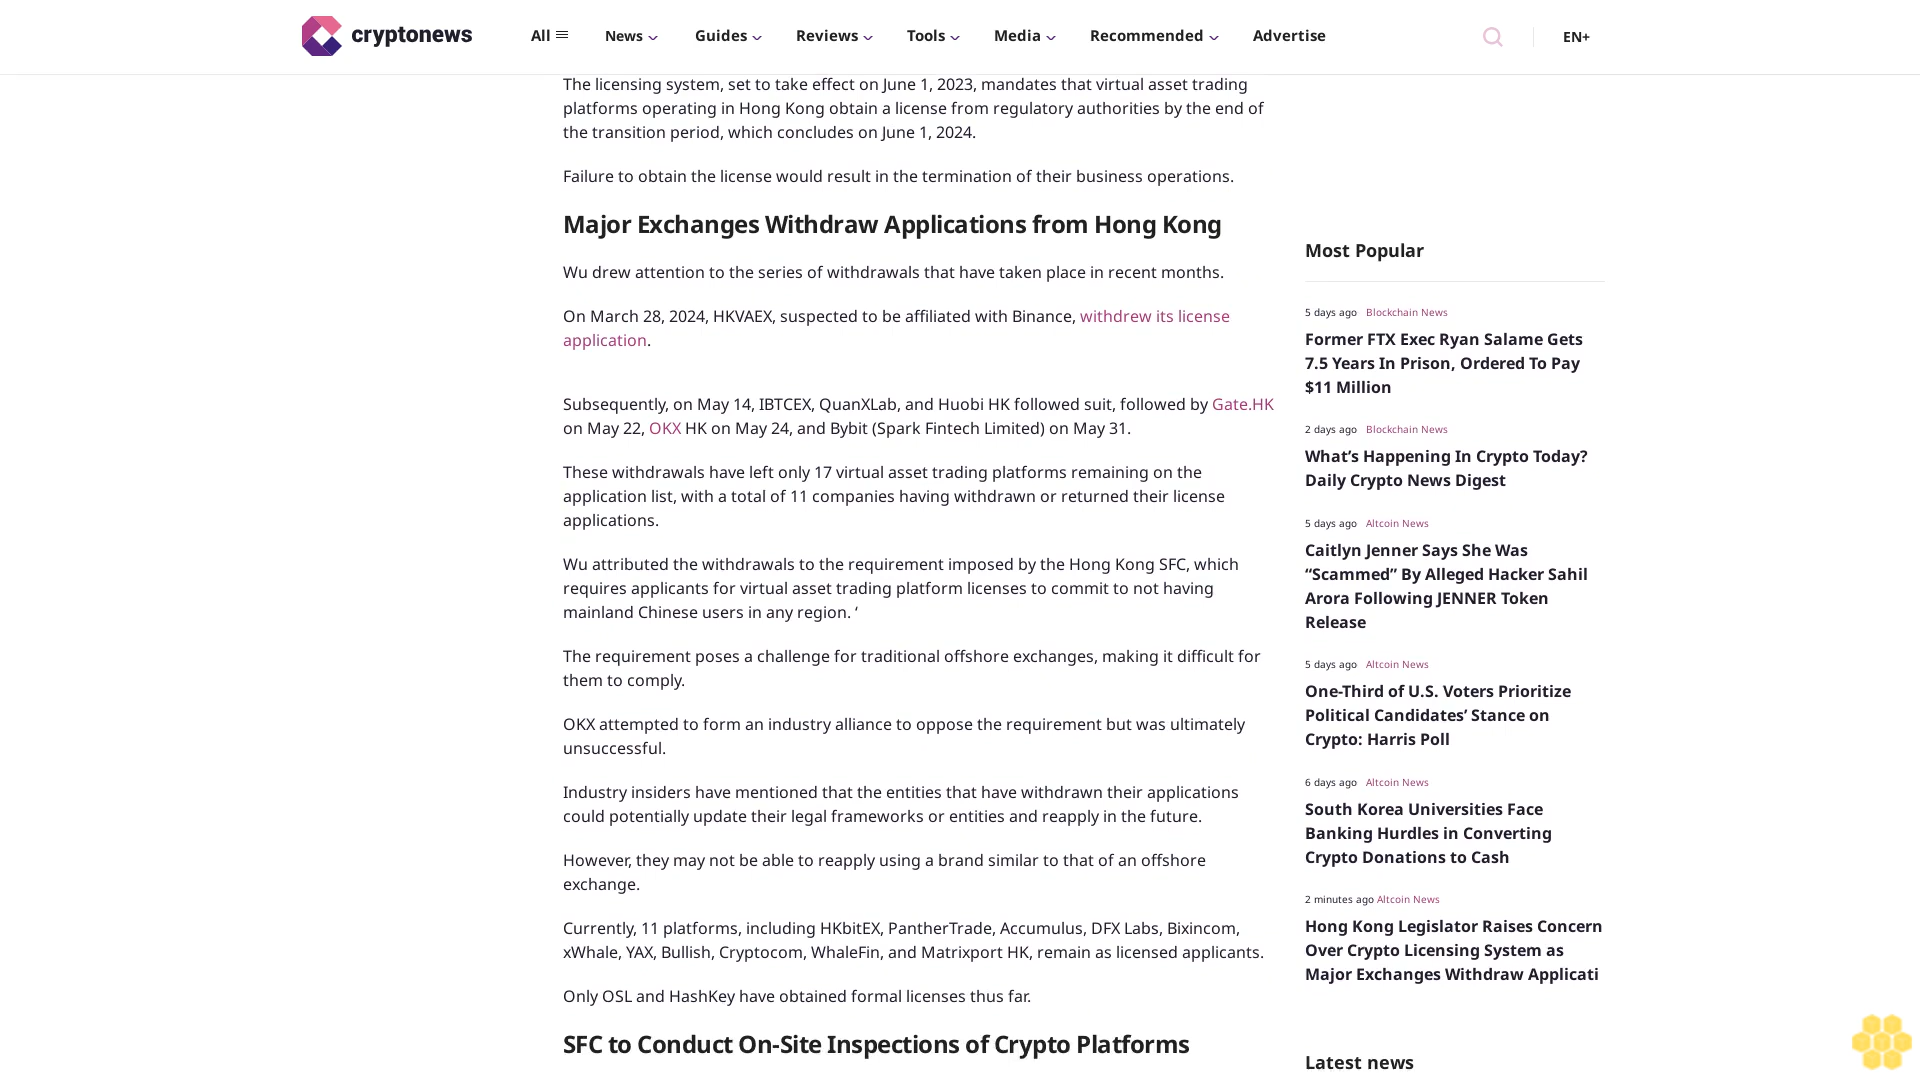 cryptonews
All
News
Guides
Reviews
Tools
Media
Recommended
Advertise
EN+
The licensing system, set to take effect on June 1, 2023, mandates that virtual asset trading
platforms operating in Hong Kong obtain a license from regulatory authorities by the end of
the transition period, which concludes on June 1, 2024.
Failure to obtain the license would result in the termination of their business operations.
Major Exchanges Withdraw Applications from Hong Kong
Wu drew attention to the series of withdrawals that have taken place in recent months.
On March 28, 2024, HKVAEX, suspected to be affiliated with Binance, withdrew its license
application.
Subsequently, on May 14, IBTCEX, QuanXLab, and Huobi HK followed suit, followed by Gate.HK
on May 22, OKX HK on May 24, and Bybit (Spark Fintech Limited) on May 31.
These withdrawals have left only 17 virtual asset trading platforms remaining on the
application list, with a total of 11 companies having withdrawn or returned their license
applications.
Wu attributed the withdrawals to the requirement imposed by the Hong Kong SFC, which
requires applicants for virtual asset trading platform licenses to commit to not having
mainland Chinese users in any region. ‘
The requirement poses a challenge for traditional offshore exchanges, making it difficult for
them to comply.
OKX attempted to form an industry alliance to oppose the requirement but was ultimately
unsuccessful.
Industry insiders have mentioned that the entities that have withdrawn their applications
could potentially update their legal frameworks or entities and reapply in the future.
However, they may not be able to reapply using a brand similar to that of an offshore
exchange.
Currently, 11 platforms, including HKbitEX, PantherTrade, Accumulus, DFX Labs, Bixincom,
xWhale, YAX, Bullish, Cryptocom, WhaleFin, and Matrixport HK, remain as licensed applicants.
Only OSL and HashKey have obtained formal licenses thus far.
SFC to Conduct On-Site Inspections of Crypto Platforms
Most Popular
5 days ago Blockchain News
Former FTX Exec Ryan Salame Gets
7.5 Years In Prison, Ordered To Pay
$11 Million
2 days ago Blockchain News
What’s Happening In Crypto Today?
Daily Crypto News Digest
5 days ago Altcoin News
Caitlyn Jenner Says She Was
“Scammed” By Alleged Hacker Sahil
Arora Following JENNER Token
Release
5 days ago Altcoin News
One-Third of U.S. Voters Prioritize
Political Candidates’ Stance on
Crypto: Harris Poll
6 days ago Altcoin News
South Korea Universities Face
Banking Hurdles in Converting
Crypto Donations to Cash
2 minutes ago Altcoin News
Hong Kong Legislator Raises Concern
Over Crypto Licensing System as
Major Exchanges Withdraw Applicati
Latest news